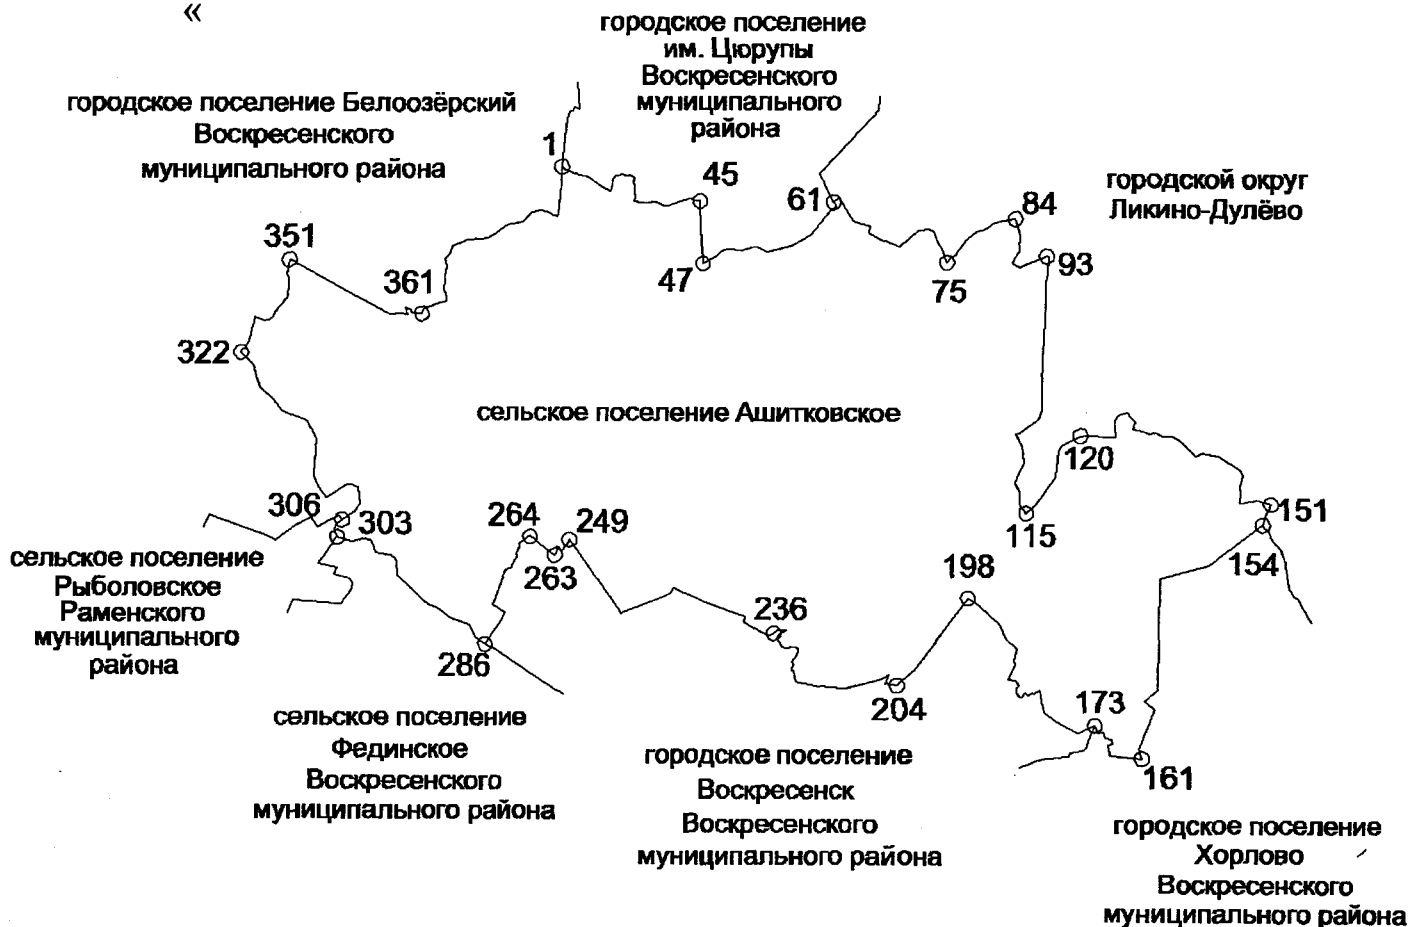 «
городское поселение
им. Цюрупы
Воскресенского
муниципального
района
городское поселение Белоозёрский
Воскресенского
муниципального района
1
45
61
84
городской округ
Ликино-Дулёво
351
361
47
75
93
322
сельское поселение Ашитковское
120
306
303
264
249
263
115
151
154
198
сельское поселение
Рыболовское
Раменского
муниципального
района
236
286
204
173
161
сельское поселение
Фединское
Воскресенского
муниципального района
городское поселение
Воскресенск
Воскресенского
муниципального района
городское поселение
Хорлово
Воскресенского
муниципального района